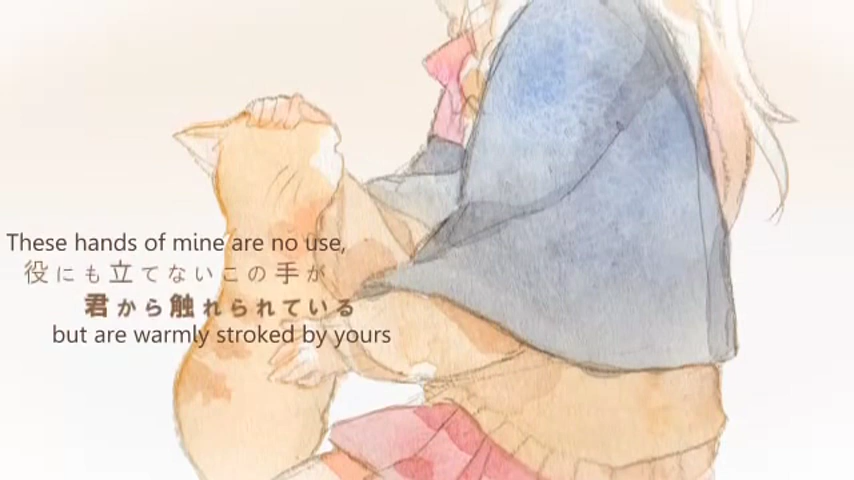 These hands of mine are no use,
役にも立てないこの手が
君から触れられている
but are warmly stroked by yours